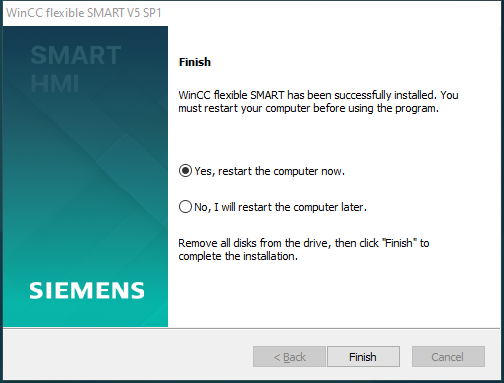 WinCC flexible SMART V5 SP1
SMART
HMI
Finish
WinCC flexible SMART has been successfully installed. You
must restart your computer before using the program.
Yes, restart the computer now.
No, I will restart the computer later.
Remove all disks from the drive, then click "Finish" to
complete the installation.
SIEMENS
< Back
Finish
Cancel